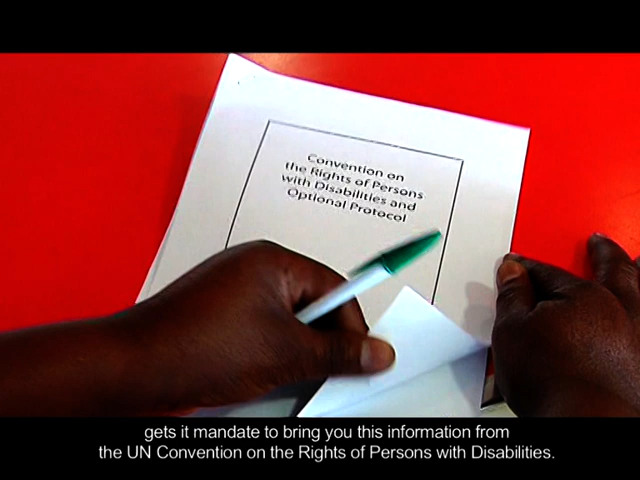 Convention on
the Rights of Persons
with Disabilities and
Optional Protocol
gets it mandate to bring you this information from
the UN Convention on the Rights of Persons with Disabilities.